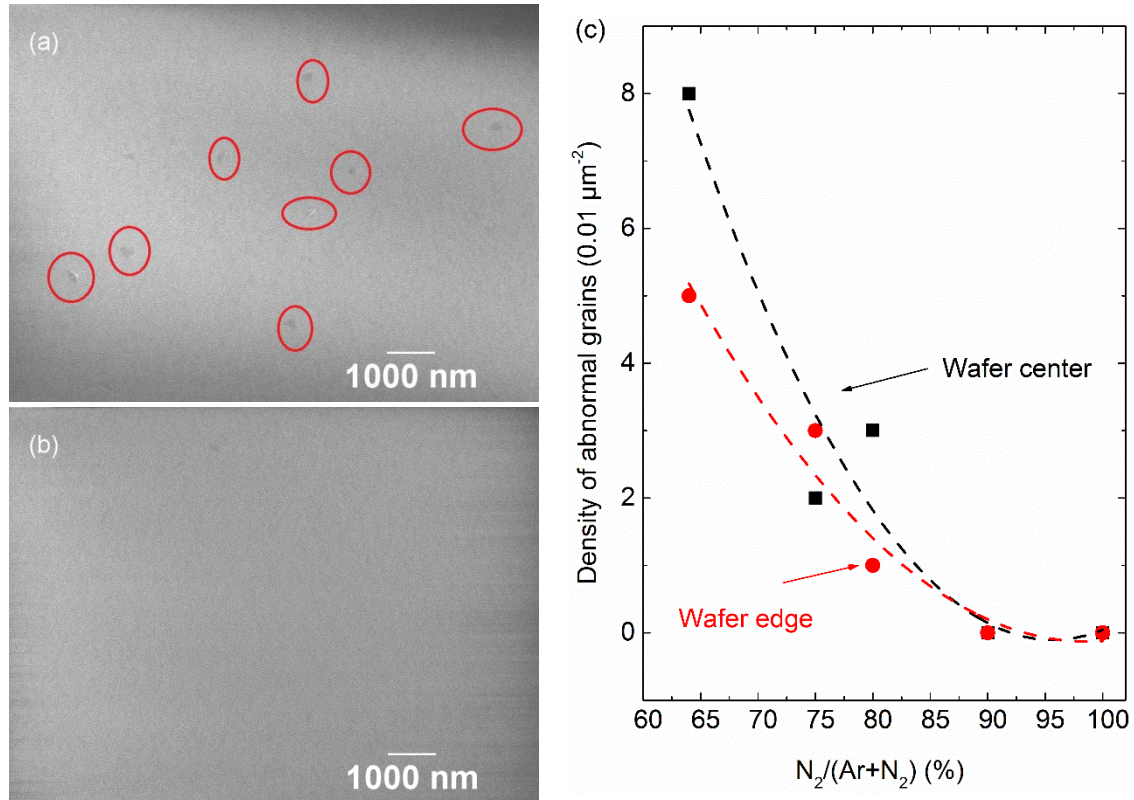 (a)
1000 nm
(b)
1000 nm
(c)
Density of abnormal grains (0.01 µm⁻²)
8
6
4
2
0
Wafer center
Wafer edge
60 65 70 75 80 85 90 95 100
N₂/(Ar+N₂) (%)